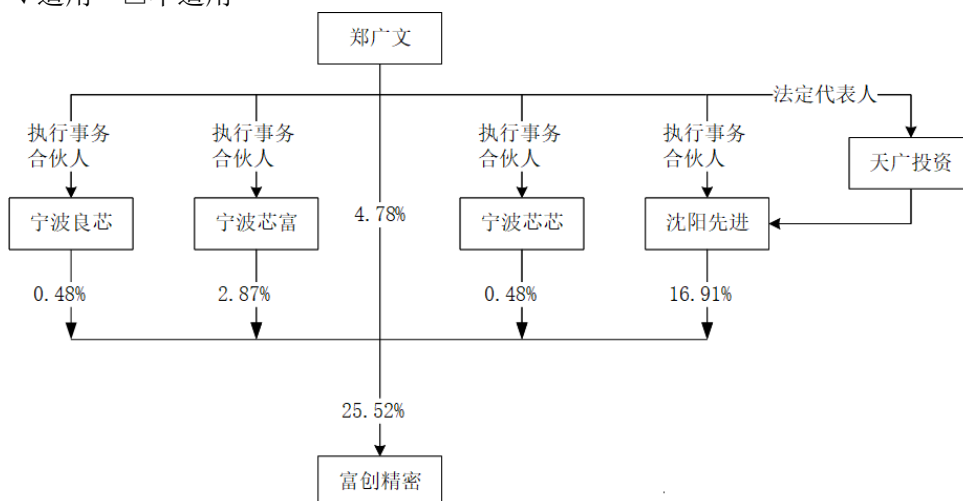 郑广文
法定代表人
执行事务
合伙人
执行事务
合伙人
执行事务
合伙人
执行事务
合伙人
天广投资
宁波良芯
宁波芯富
4.78%
宁波芯芯
沈阳先进
0.48%
2.87%
0.48%
16.91%
25.52%
富创精密